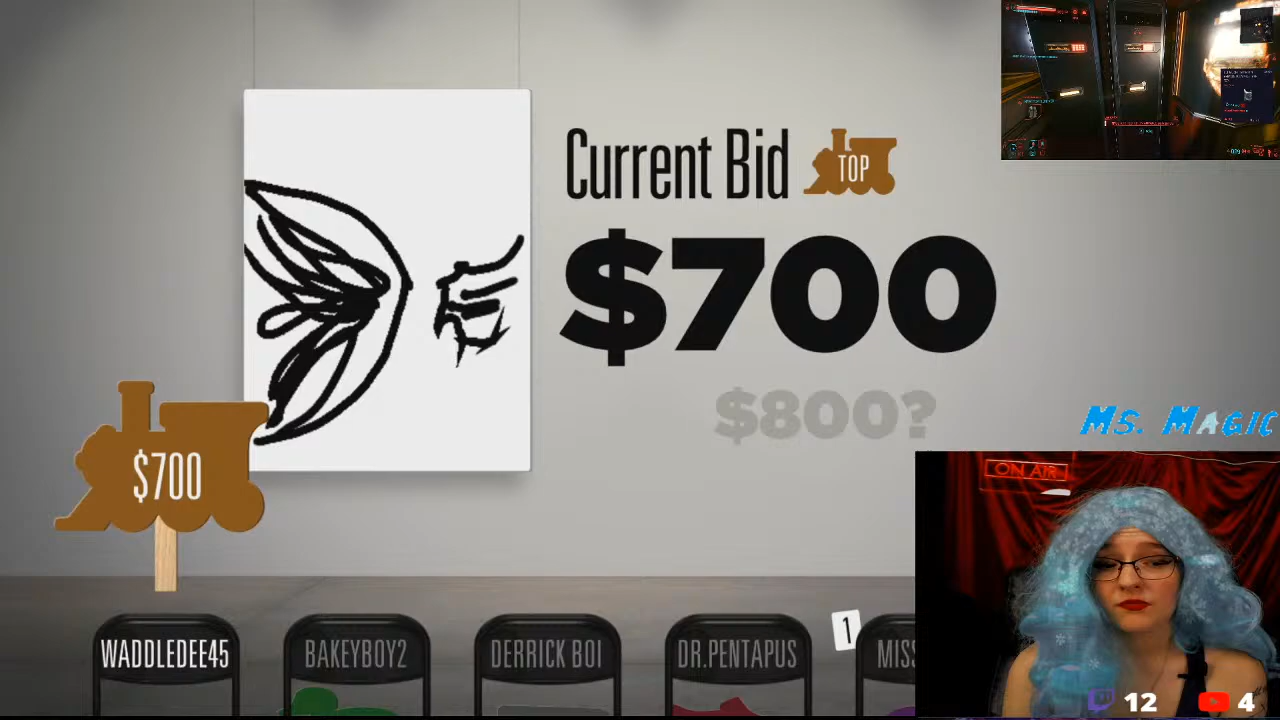 Current Bid
TOP
$700
$800?
$700
Ms. Magic
ON AIR
WADDLEDEE45
BAKEYBOY2
DERRICK BOI
DR.PENTAPUS
1
MISS
12
4